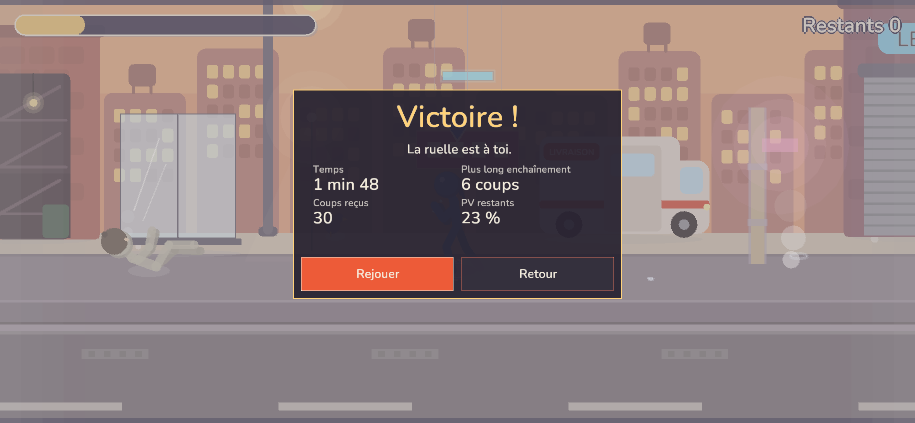 Restants 0
LE
Victoire !
La ruelle est à toi.
Temps
1 min 48
Plus long enchaînement
6 coups
Coups reçus
30
PV restants
23 %
Rejouer
Retour